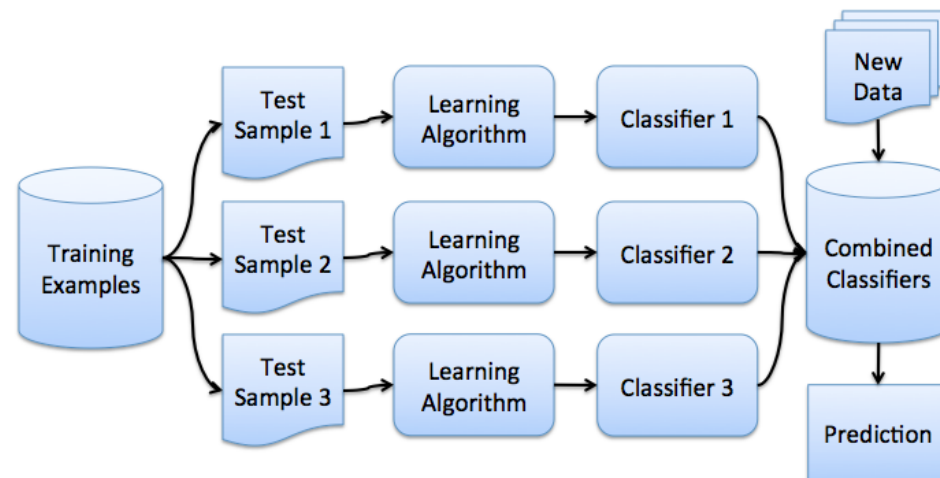 Training
Examples
Test
Sample 1
Learning
Algorithm
Classifier 1
Test
Sample 2
Learning
Algorithm
Classifier 2
Test
Sample 3
Learning
Algorithm
Classifier 3
New
Data
Combined
Classifiers
Prediction